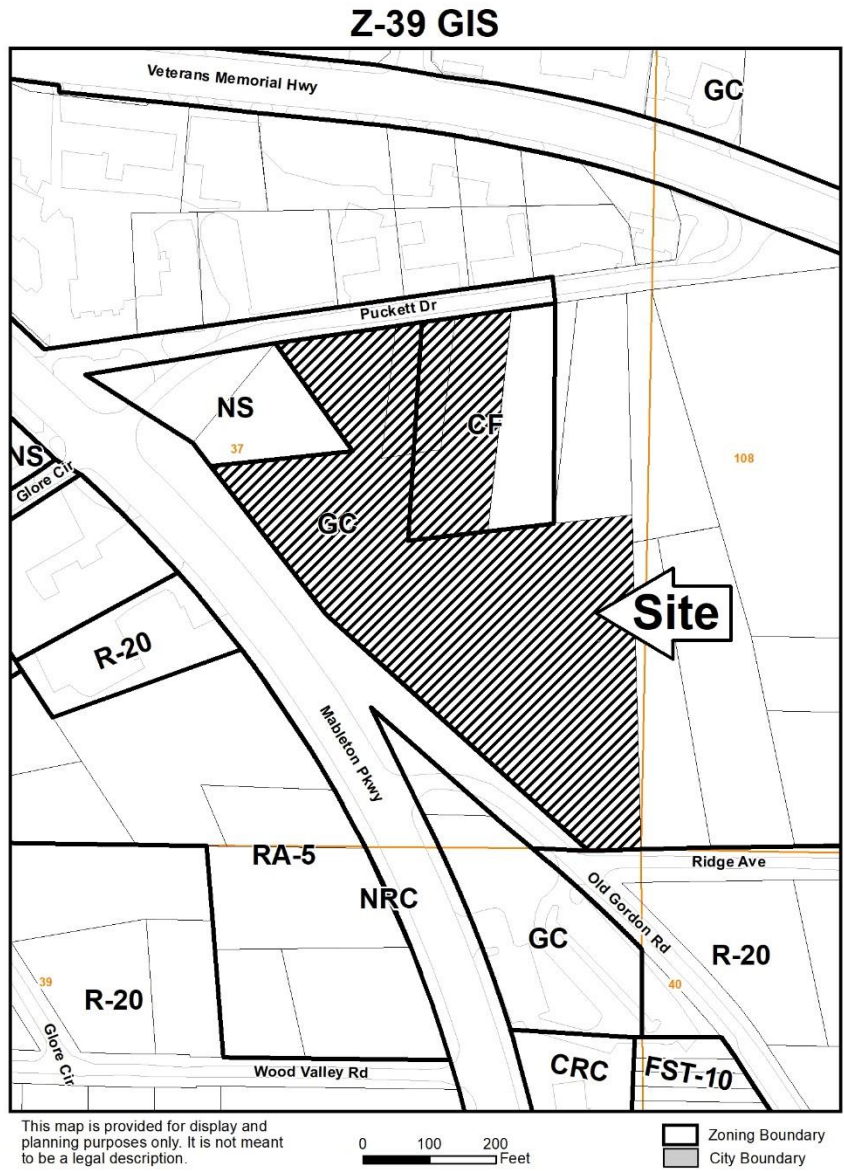 Z-39 GIS
Veterans Memorial Hwy
GC
Puckett Dr
NS
CF
37
NS
Glore Cir
108
GC
Site
R-20
Mableton Pkwy
RA-5
Ridge Ave
NRC
Old Gordon Rd
GC
R-20
39
R-20
40
Glore Cir
Wood Valley Rd
CRC
FST-10
This map is provided for display and
planning purposes only. It is not meant
to be a legal description.
0 100 200
Feet
Zoning Boundary
City Boundary